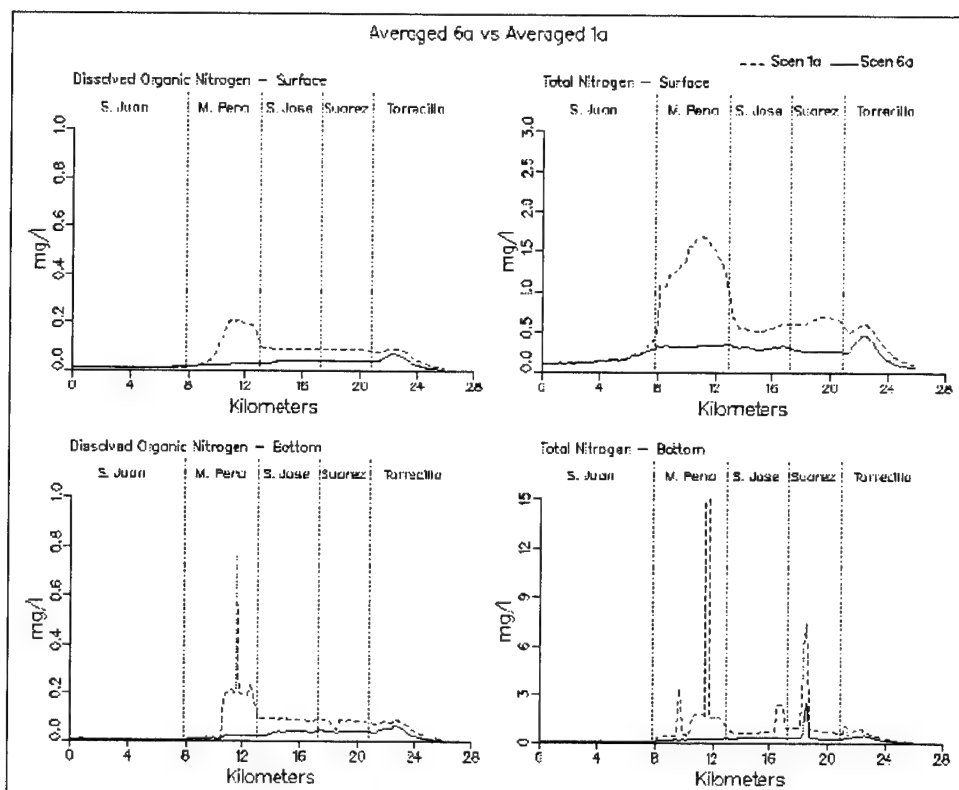 Averaged 6a vs Averaged 1a
Scen 1a Scen 6a
Dissolved Organic Nitrogen – Surface
S. Juan M. Pena S. Jose Suarez Torrecilla
1.0
0.8
0.6
0.4
0.2
0.0
mg/l
0 4 8 12 16 20 24 28
Kilometers
Total Nitrogen – Surface
S. Juan M. Pena S. Jose Suarez Torrecilla
3.0
2.5
2.0
1.5
1.0
0.5
0.0
mg/l
0 4 8 12 16 20 24 28
Kilometers
Dissolved Organic Nitrogen – Bottom
S. Juan M. Pena S. Jose Suarez Torrecilla
1.0
0.8
0.6
0.4
0.2
0.0
mg/l
0 4 8 12 16 20 24 28
Kilometers
Total Nitrogen – Bottom
S. Juan M. Pena S. Jose Suarez Torrecilla
15
12
9
6
3
0
mg/l
0 4 8 12 16 20 24 28
Kilometers